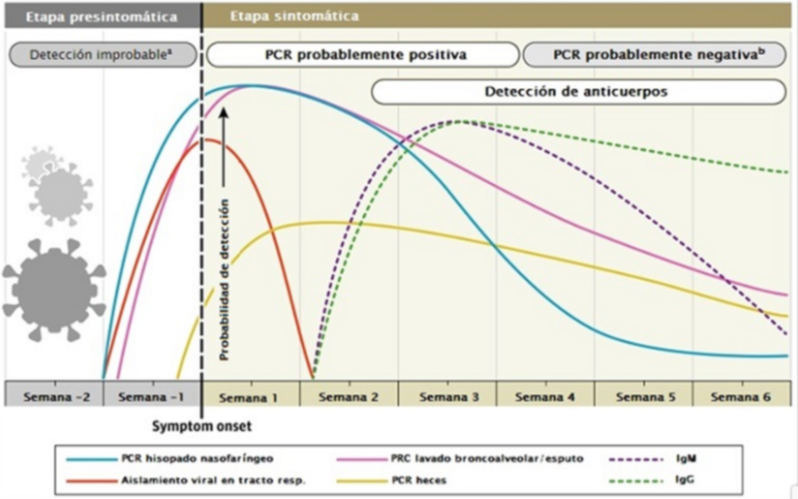 Etapa presintomática
Etapa sintomática
Detección improbableª
PCR probablemente positiva
PCR probablemente negativaᵇ
Detección de anticuerpos
Probabilidad de detección
Semana -2
Semana -1
Semana 1
Semana 2
Semana 3
Semana 4
Semana 5
Semana 6
Symptom onset
PCR hisopado nasofaríngeo
PRC lavado broncoalveolar/esputo
IgM
Aislamiento viral en tracto resp.
PCR heces
IgG